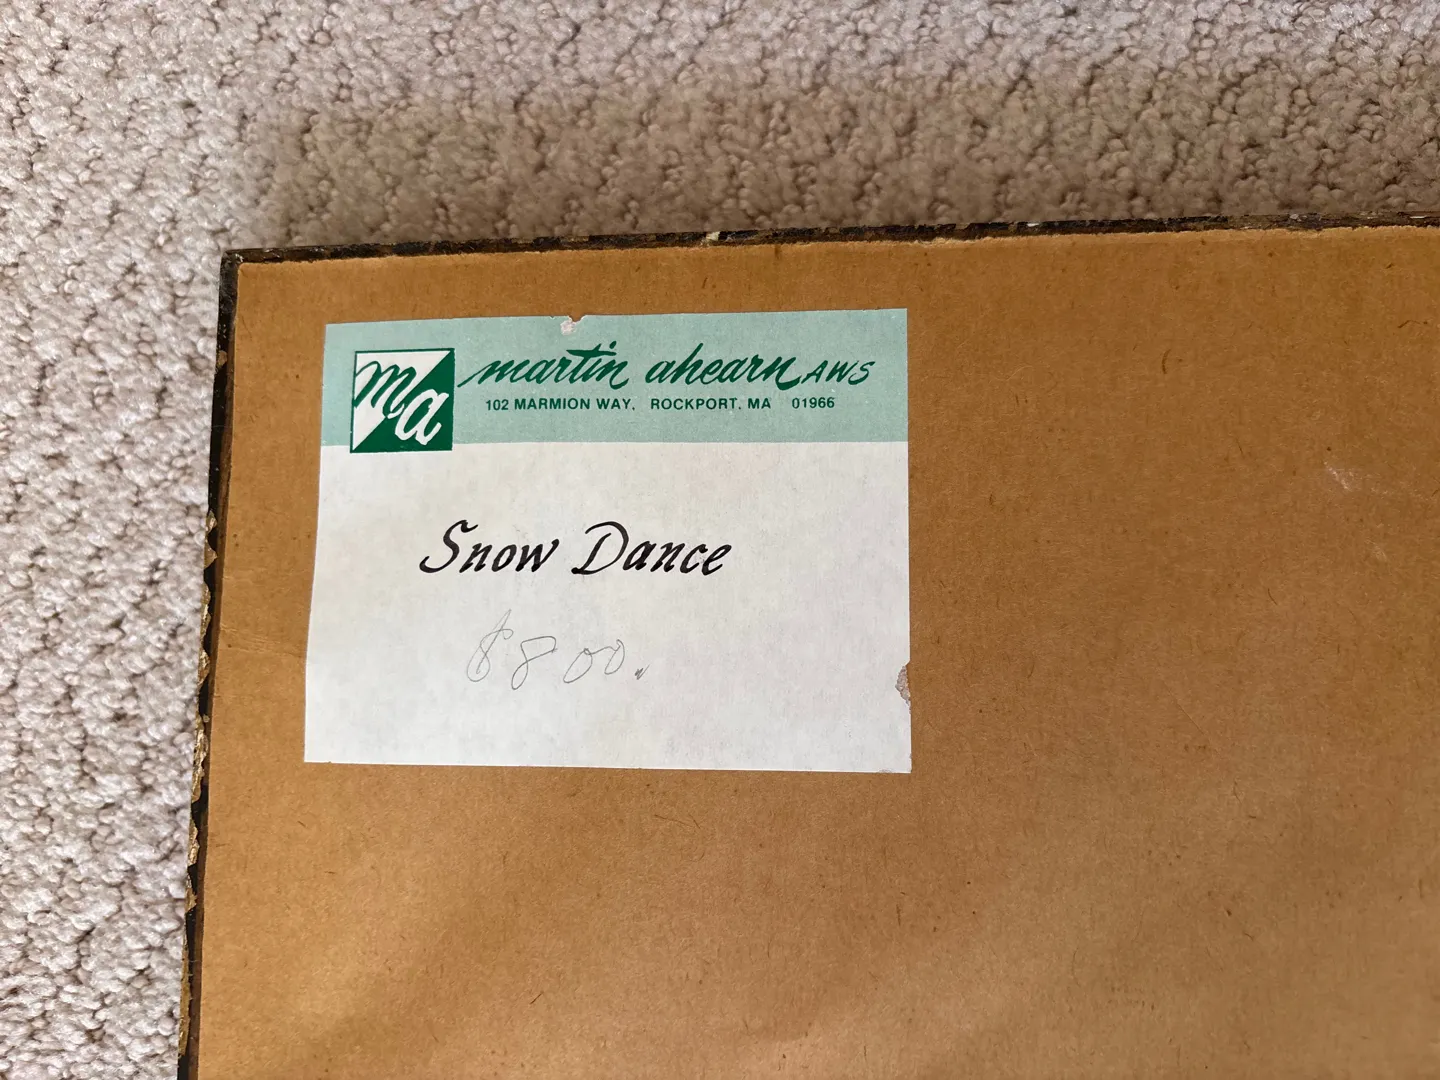 ma
martin ahearn AWS
102 MARMION WAY, ROCKPORT, MA 01966
Snow Dance
$800.